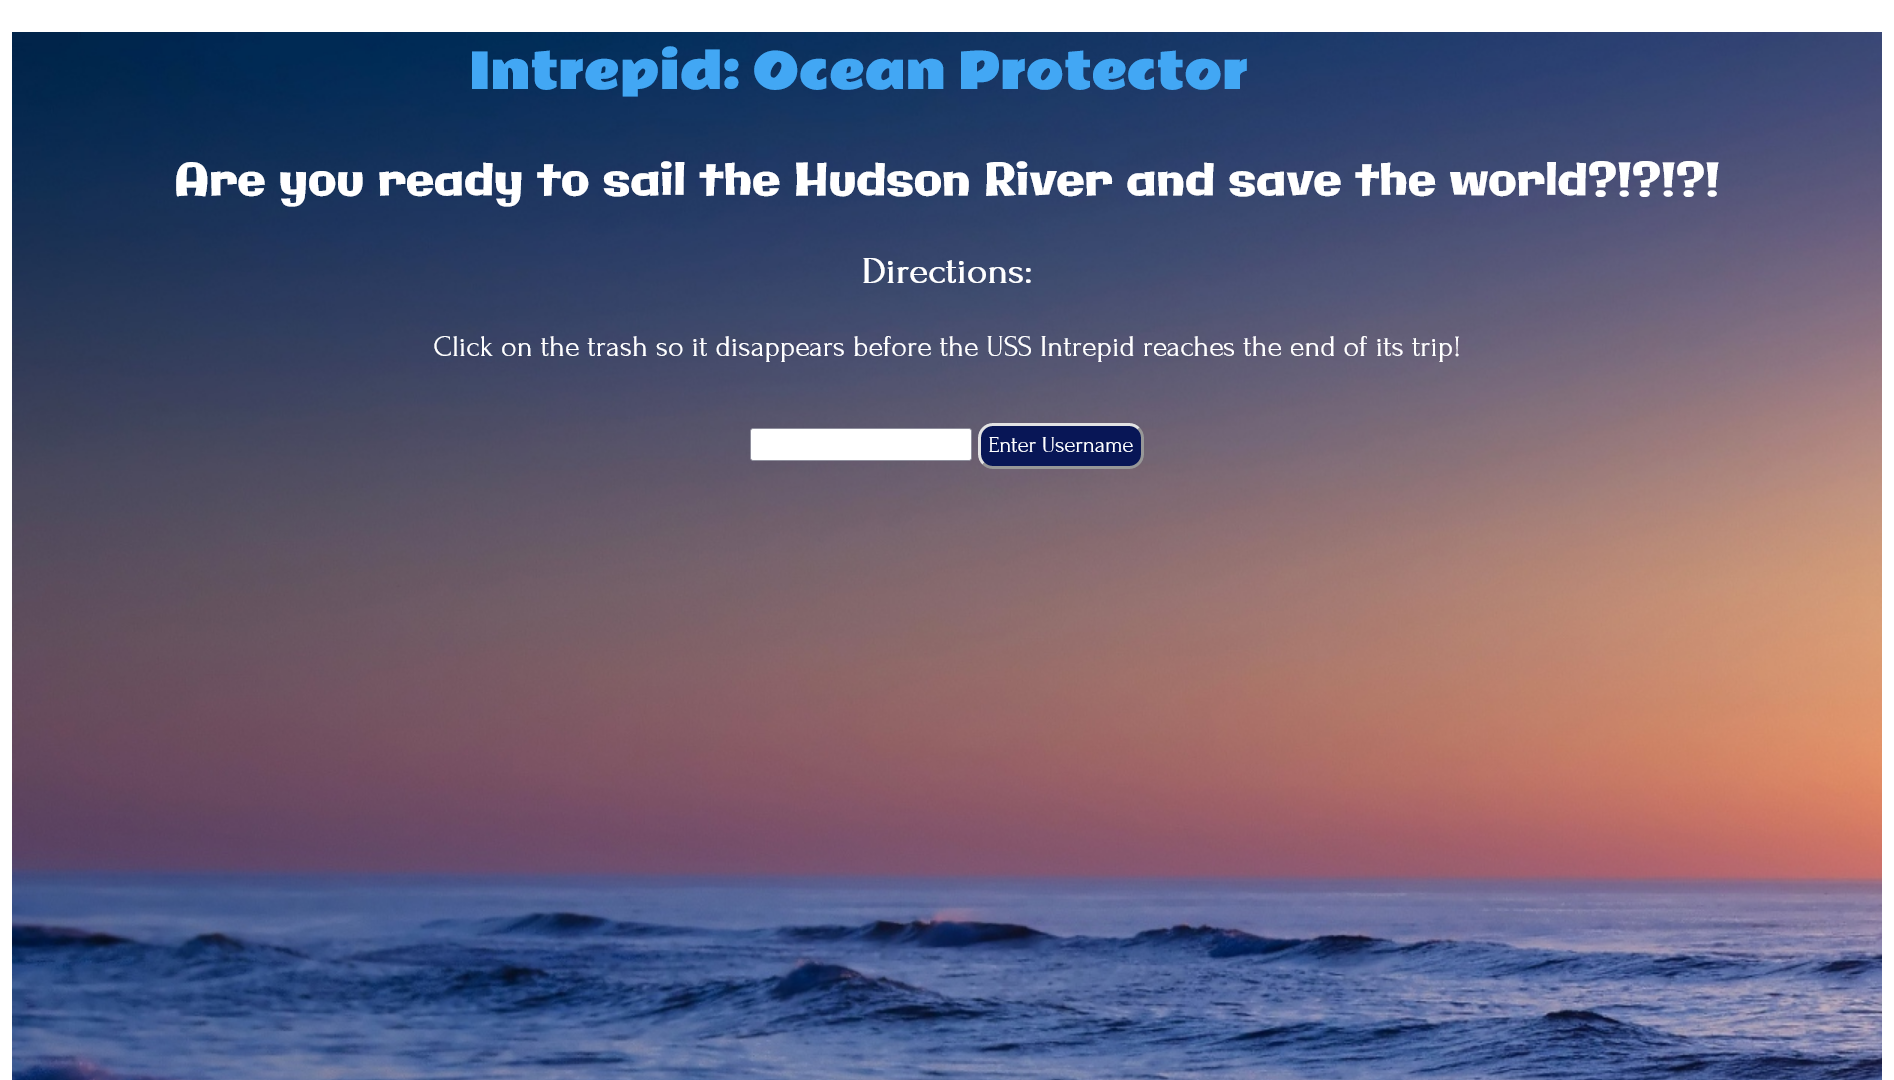 Intrepid: Ocean Protector
Are you ready to sail the Hudson River and save the world?!?!?!
Directions:
Click on the trash so it disappears before the USS Intrepid reaches the end of its trip!
Enter Username